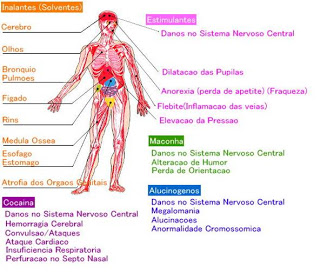 Inalantes (Solventes)
Cerebro
Olhos
Bronquio
Pulmoes
Figado
Rins
Medula Ossea
Esofago
Estomago
Atrofia dos Orgaos Genitais
Estimulantes
Danos no Sistema Nervoso Central
Dilatacao das Pupilas
Anorexia (perda de apetite) (Fraqueza)
Flebite(Inflamacao das veias)
Elevacao da Pressao
Maconha
Danos no Sistema Nervoso Central
Alteracao de Humor
Perda de Orientacao
Cocaina
Danos no Sistema Nervoso Central
Hemorragia Cerebral
Convulsao/Ataques
Ataque Cardiaco
Insuficiencia Respiratoria
Perfuracao no Septo Nasal
Alucinogenos
Danos no Sistema Nervoso Central
Megalomania
Alucinacoes
Anormalidade Cromossomica